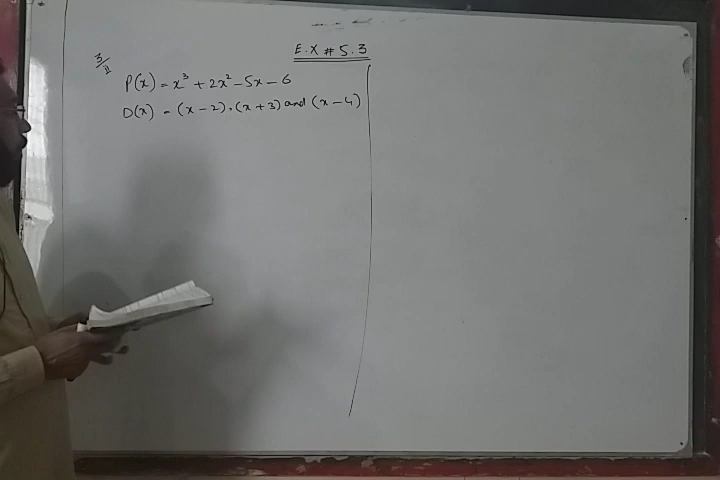 E.X # 5.3
3/ii
P(x) = x³ + 2x² - 5x - 6
D(x) = (x - 2), (x + 3) and (x - 4)